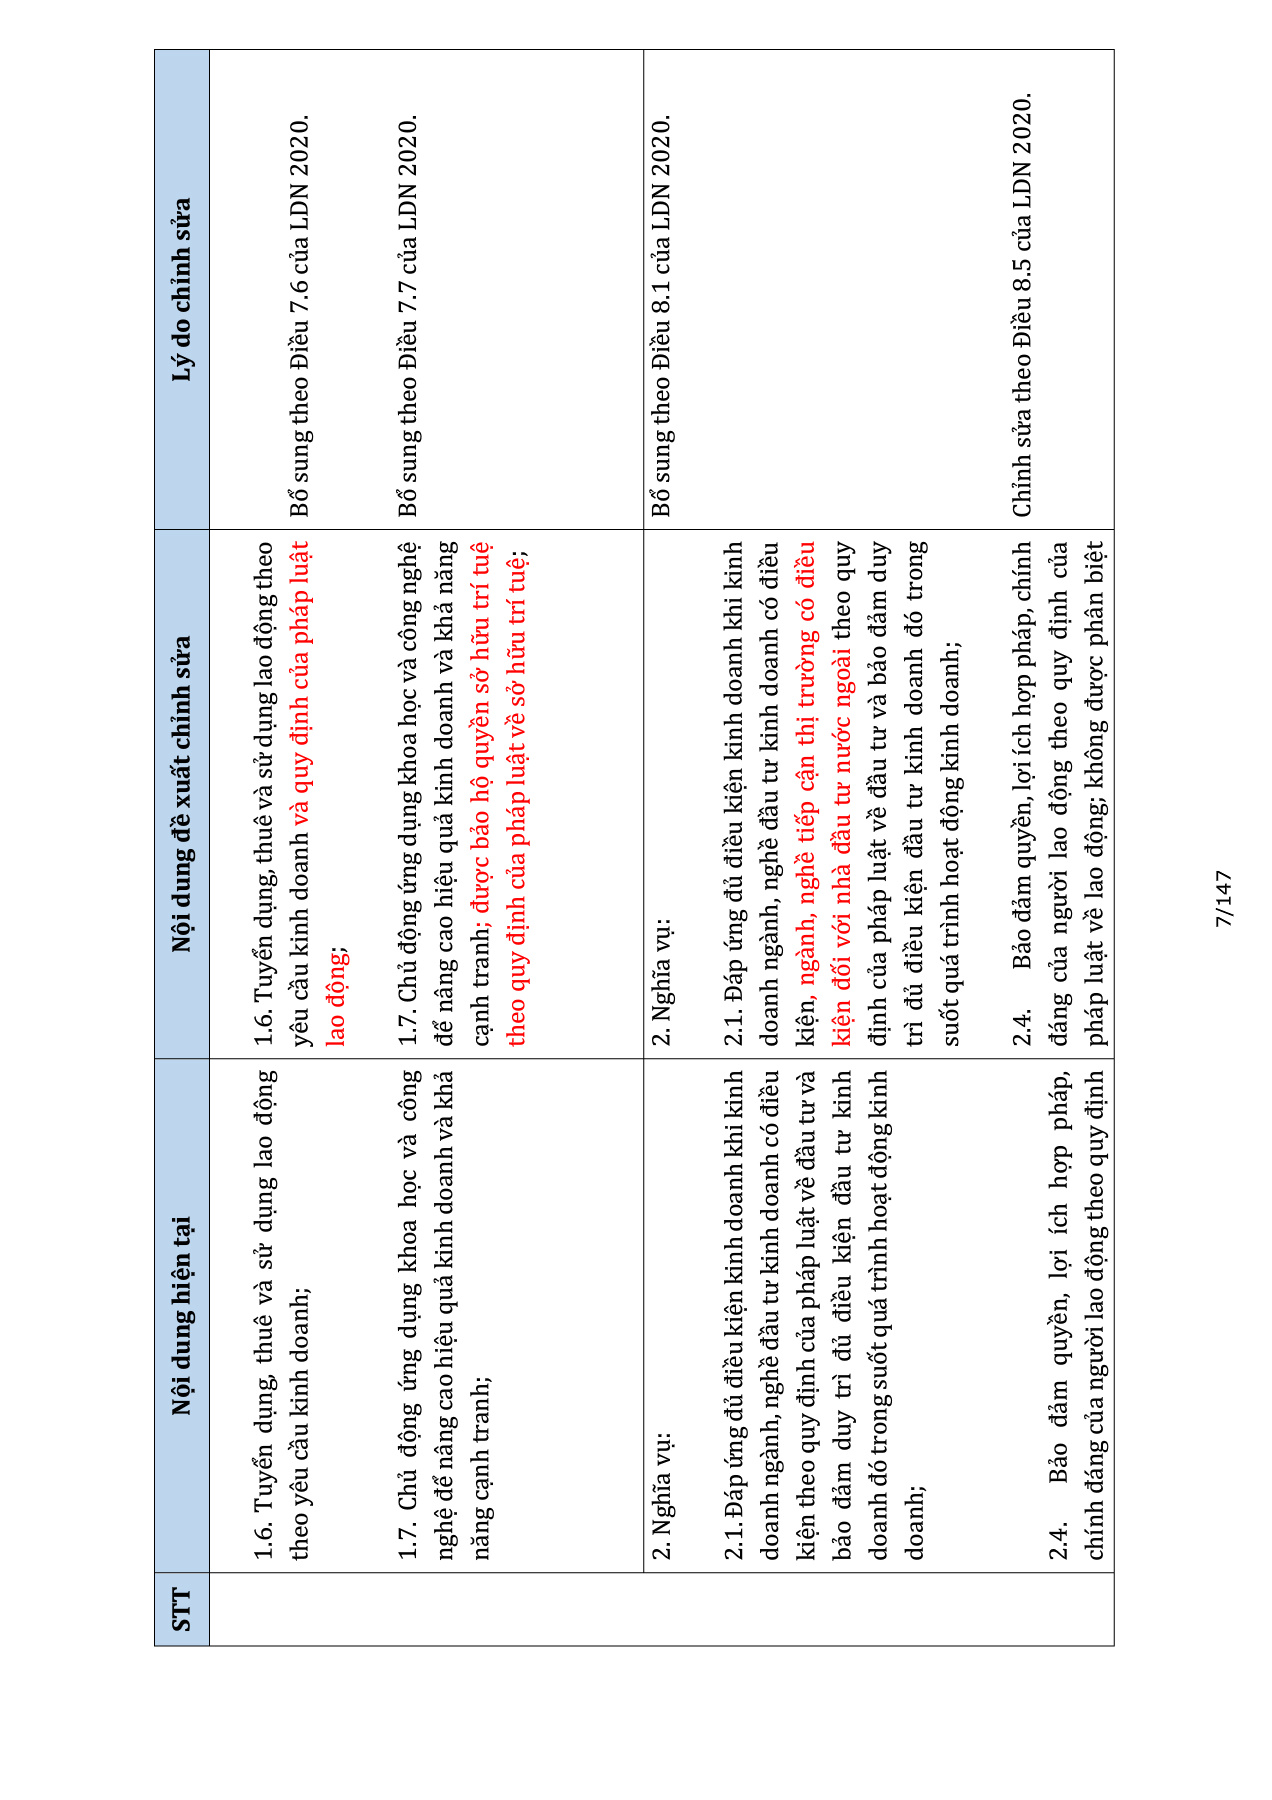 STT
Nội dung hiện tại
Nội dung đề xuất chỉnh sửa
Lý do chỉnh sửa
1.6. Tuyển dụng, thuê và sử dụng lao động
theo yêu cầu kinh doanh;
1.7. Chủ động ứng dụng khoa học và công
nghệ để nâng cao hiệu quả kinh doanh và khả
năng cạnh tranh;
1.6. Tuyển dụng, thuê và sử dụng lao động theo
yêu cầu kinh doanh và quy định của pháp luật
lao động;
1.7. Chủ động ứng dụng khoa học và công nghệ
để nâng cao hiệu quả kinh doanh và khả năng
cạnh tranh; được bảo hộ quyền sở hữu trí tuệ
theo quy định của pháp luật về sở hữu trí tuệ;
Bổ sung theo Điều 7.6 của LDN 2020.
Bổ sung theo Điều 7.7 của LDN 2020.
2. Nghĩa vụ:
2.1. Đáp ứng đủ điều kiện kinh doanh khi kinh
doanh ngành, nghề đầu tư kinh doanh có điều
kiện theo quy định của pháp luật về đầu tư và
bảo đảm duy trì đủ điều kiện đầu tư kinh
doanh đó trong suốt quá trình hoạt động kinh
doanh;
2.4. Bảo đảm quyền, lợi ích hợp pháp,
chính đáng của người lao động theo quy định
2. Nghĩa vụ:
2.1. Đáp ứng đủ điều kiện kinh doanh khi kinh
doanh ngành, nghề đầu tư kinh doanh có điều
kiện, ngành, nghề tiếp cận thị trường có điều
kiện đối với nhà đầu tư nước ngoài theo quy
định của pháp luật về đầu tư và bảo đảm duy
trì đủ điều kiện đầu tư kinh doanh đó trong
suốt quá trình hoạt động kinh doanh;
2.4. Bảo đảm quyền, lợi ích hợp pháp, chính
đáng của người lao động theo quy định của
pháp luật về lao động; không được phân biệt
Bổ sung theo Điều 8.1 của LDN 2020.
Chỉnh sửa theo Điều 8.5 của LDN 2020.
7/147